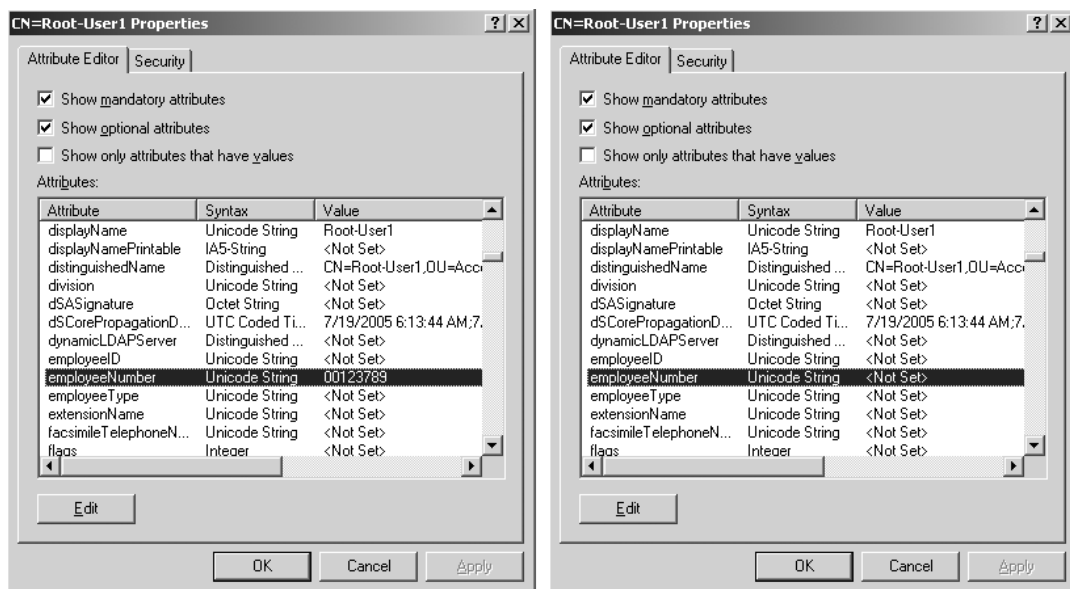 CN=Root-User1 Properties
Attribute Editor Security
Show mandatory attributes
Show optional attributes
Show only attributes that have values
Attributes:
Attribute Syntax Value
displayName Unicode String Root-User1
displayNamePrintable IA5-String <Not Set>
distinguishedName Distinguished ... CN=Root-User1,OU=Acco
division Unicode String <Not Set>
dSASignature Octet String <Not Set>
dSCorePropagationD... UTC Coded Ti... 7/19/2005 6:13:44 AM;7.
dynamicLDAPServer Distinguished ... <Not Set>
employeeID Unicode String <Not Set>
employeeNumber Unicode String 00123789
employeeType Unicode String <Not Set>
extensionName Unicode String <Not Set>
facsimileTelephoneN... Unicode String <Not Set>
flags Integer <Not Set>
Edit
OK Cancel Apply
CN=Root-User1 Properties
Attribute Editor Security
Show mandatory attributes
Show optional attributes
Show only attributes that have values
Attributes:
Attribute Syntax Value
displayName Unicode String Root-User1
displayNamePrintable IA5-String <Not Set>
distinguishedName Distinguished ... CN=Root-User1,OU=Acco
division Unicode String <Not Set>
dSASignature Octet String <Not Set>
dSCorePropagationD... UTC Coded Ti... 7/19/2005 6:13:44 AM;7.
dynamicLDAPServer Distinguished ... <Not Set>
employeeID Unicode String <Not Set>
employeeNumber Unicode String <Not Set>
employeeType Unicode String <Not Set>
extensionName Unicode String <Not Set>
facsimileTelephoneN... Unicode String <Not Set>
flags Integer <Not Set>
Edit
OK Cancel Apply